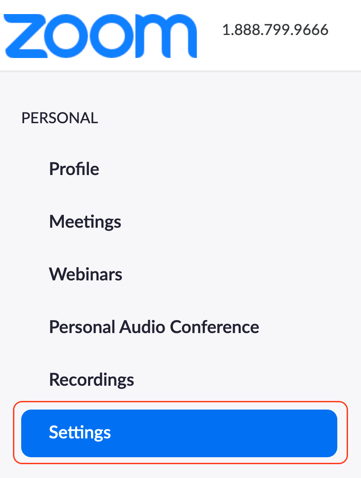 zoom
1.888.799.9666
PERSONAL
Profile
Meetings
Webinars
Personal Audio Conference
Recordings
Settings